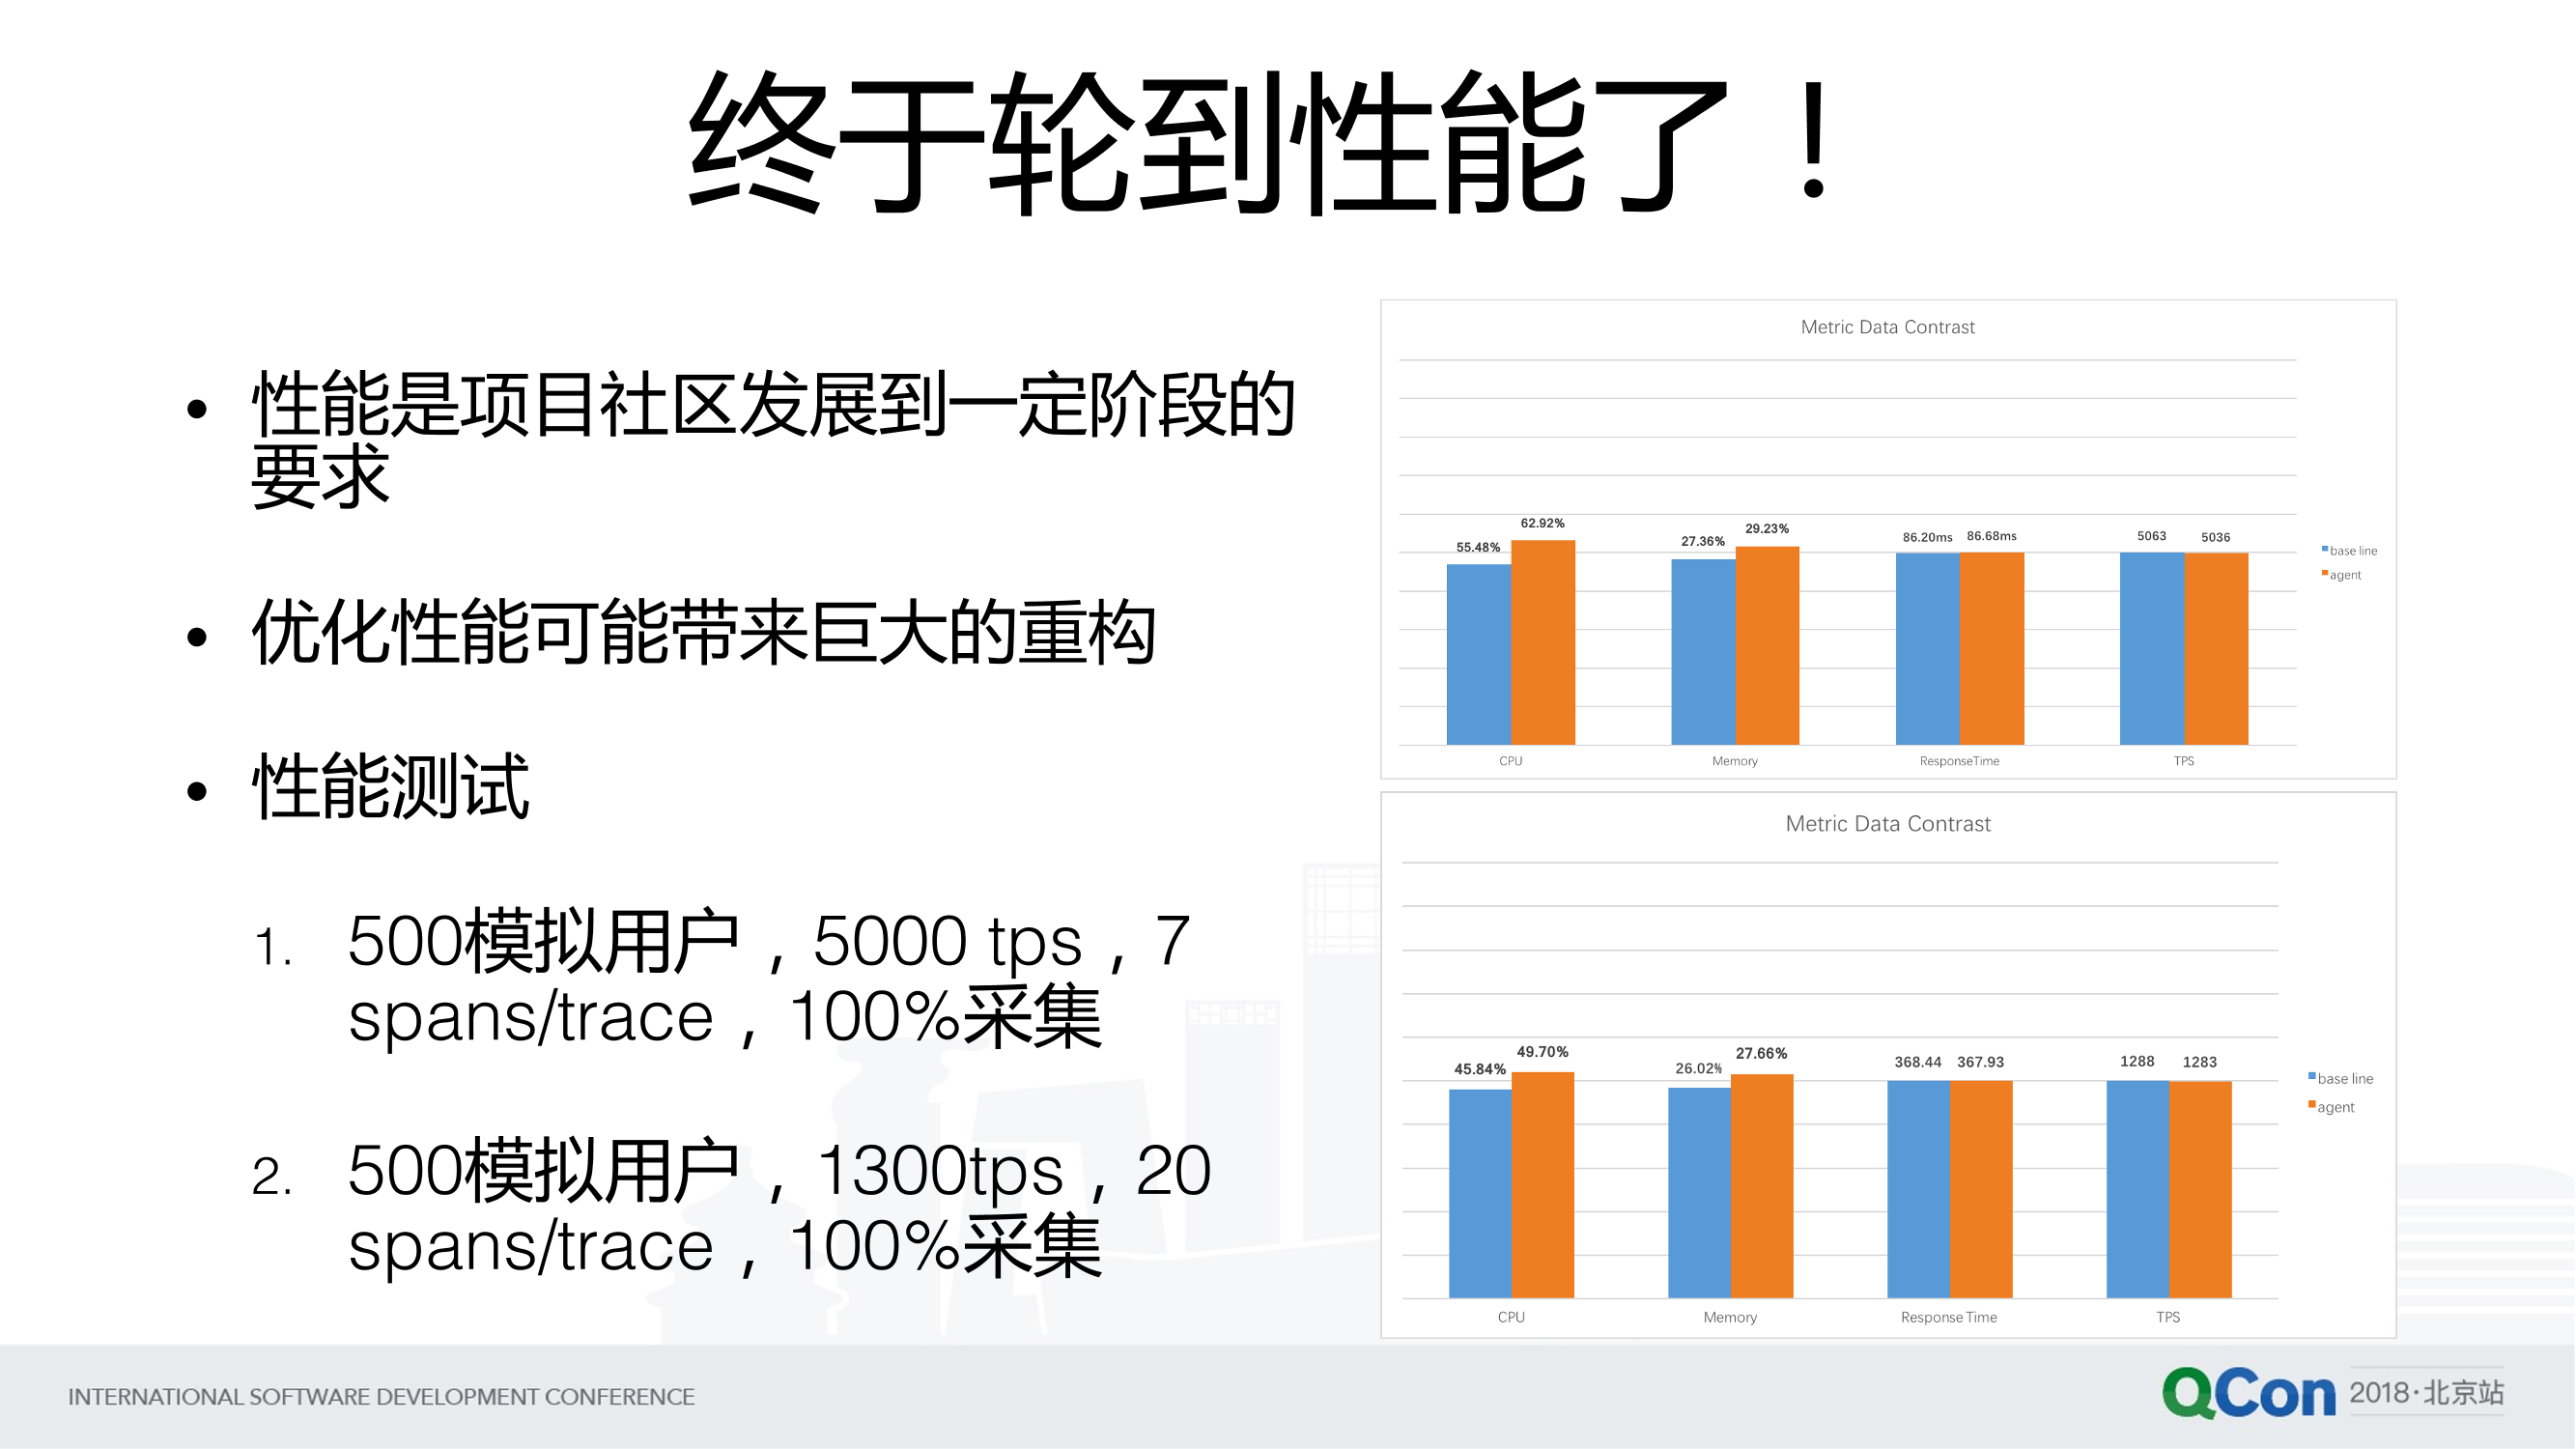 终于轮到性能了！
• 性能是项目社区发展到一定阶段的
要求
• 优化性能可能带来巨大的重构
• 性能测试
1. 500模拟用户，5000 tps，7
spans/trace，100%采集
2. 500模拟用户，1300tps，20
spans/trace，100%采集
Metric Data Contrast
55.48% 62.92% 27.36% 29.23% 86.20ms 86.68ms 5063 5036
base line
agent
CPU Memory ResponseTime TPS
Metric Data Contrast
45.84% 49.70% 26.02% 27.66% 368.44 367.93 1288 1283
base line
agent
CPU Memory Response Time TPS
INTERNATIONAL SOFTWARE DEVELOPMENT CONFERENCE
QCon 2018·北京站